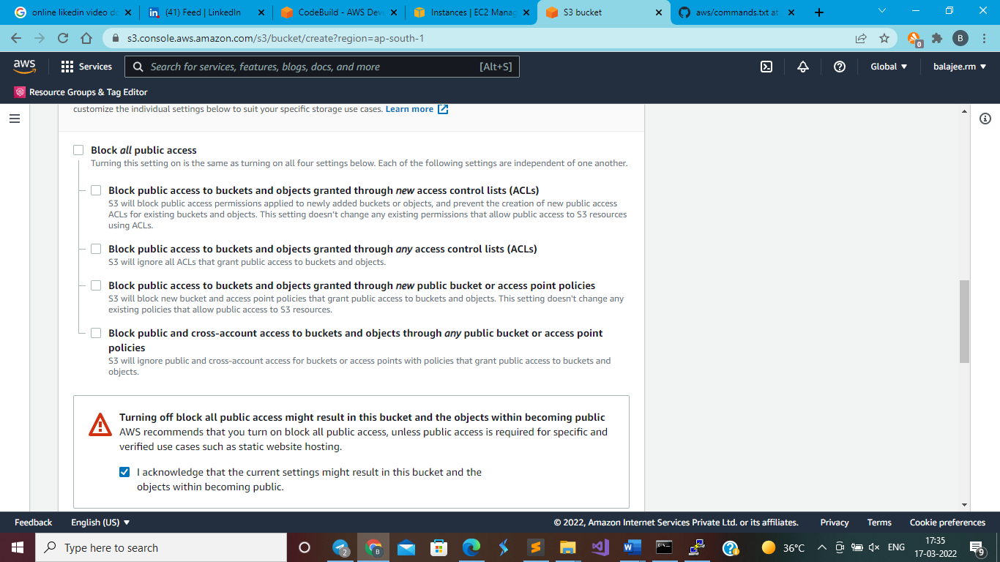 online likedin video do
(41) Feed | LinkedIn
CodeBuild - AWS Deve
Instances | EC2 Manag
S3 bucket
aws/commands.txt at
s3.console.aws.amazon.com/s3/bucket/create?region=ap-south-1
0
B
aws
Services
Search for services, features, blogs, docs, and more
[Alt+S]
Global
balajee.rm
Resource Groups & Tag Editor
customize the individual settings below to suit your specific storage use cases. Learn more
Block all public access
Turning this setting on is the same as turning on all four settings below. Each of the following settings are independent of one another.
Block public access to buckets and objects granted through new access control lists (ACLs)
S3 will block public access permissions applied to newly added buckets or objects, and prevent the creation of new public access
ACLs for existing buckets and objects. This setting doesn't change any existing permissions that allow public access to S3 resources
using ACLs.
Block public access to buckets and objects granted through any access control lists (ACLs)
S3 will ignore all ACLs that grant public access to buckets and objects.
Block public access to buckets and objects granted through new public bucket or access point policies
S3 will block new bucket and access point policies that grant public access to buckets and objects. This setting doesn't change any
existing policies that allow public access to S3 resources.
Block public and cross-account access to buckets and objects through any public bucket or access point
policies
S3 will ignore public and cross-account access for buckets or access points with policies that grant public access to buckets and
objects.
Turning off block all public access might result in this bucket and the objects within becoming public
AWS recommends that you turn on block all public access, unless public access is required for specific and
verified use cases such as static website hosting.
I acknowledge that the current settings might result in this bucket and the
objects within becoming public.
Feedback
English (US)
© 2022, Amazon Internet Services Private Ltd. or its affiliates.
Privacy
Terms
Cookie preferences
Type here to search
2
B
36°C
ENG
17:35
17-03-2022
9